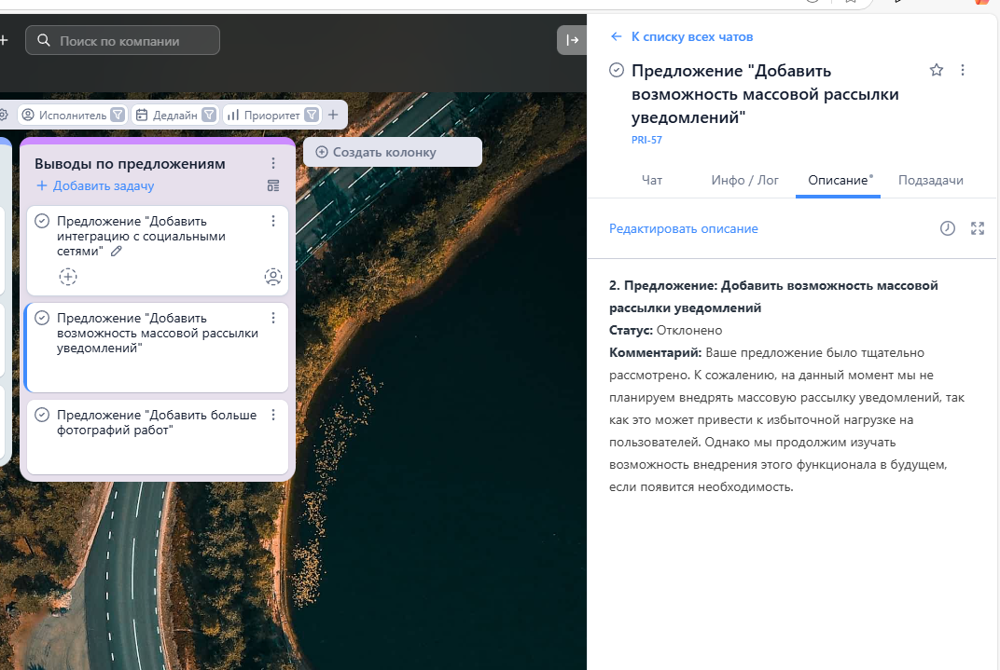 Поиск по компании
Исполнитель
Дедлайн
Приоритет
Выводы по предложениям
Добавить задачу
Предложение "Добавить
интеграцию с социальными
сетями"
Предложение "Добавить
возможность массовой рассылки
уведомлений"
Предложение "Добавить больше
фотографий работ"
Создать колонку
К списку всех чатов
Предложение "Добавить
возможность массовой рассылки
уведомлений"
PRI-57
Чат
Инфо / Лог
Описание
Подзадачи
Редактировать описание
2. Предложение: Добавить возможность массовой
рассылки уведомлений
Статус: Отклонено
Комментарий: Ваше предложение было тщательно
рассмотрено. К сожалению, на данный момент мы не
планируем внедрять массовую рассылку уведомлений, так
как это может привести к избыточной нагрузке на
пользователей. Однако мы продолжим изучать
возможность внедрения этого функционала в будущем,
если появится необходимость.